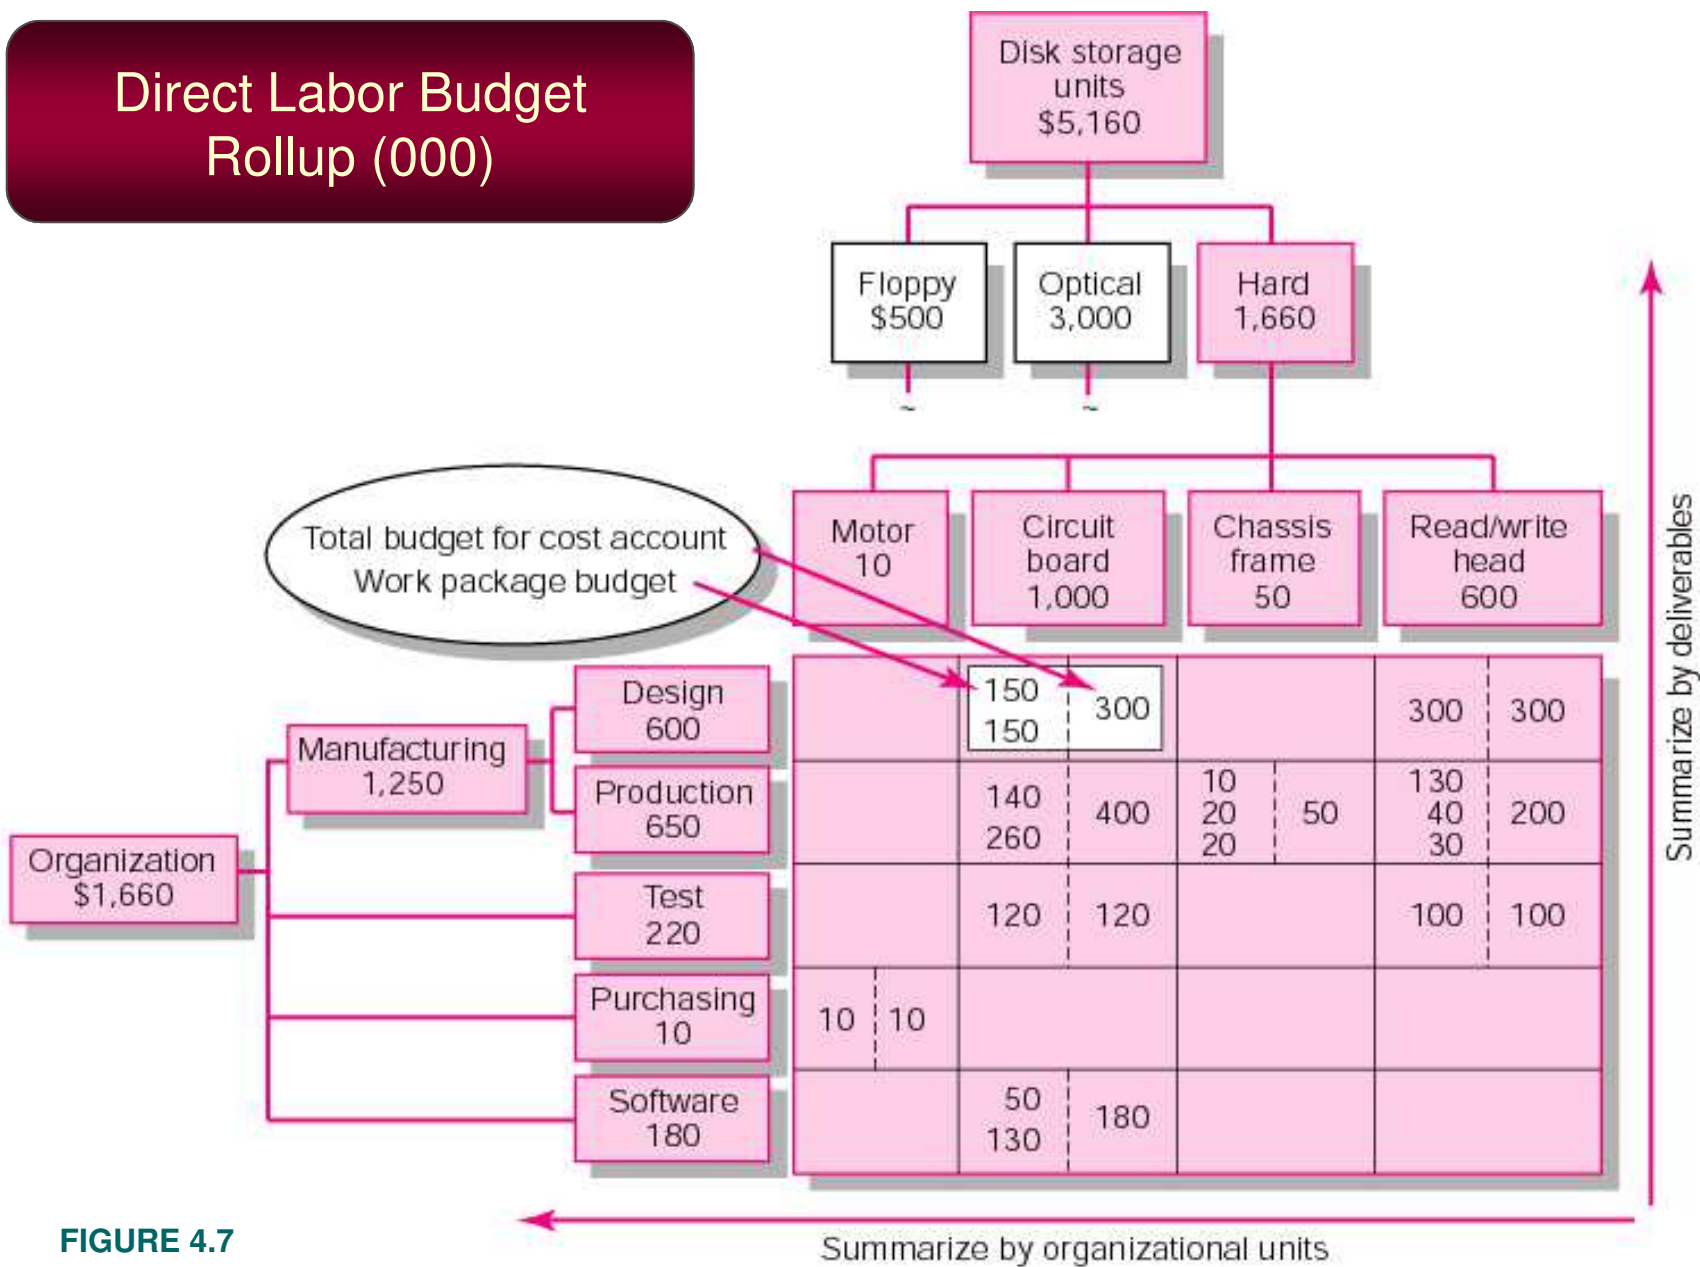 Direct Labor Budget
Rollup (000)
Disk storage
units
$5,160
Floppy
$500
Optical
3,000
Hard
1,660
Total budget for cost account
Work package budget
Motor
10
Circuit
board
1,000
Chassis
frame
50
Read/write
head
600
Summarize by deliverables
Organization
$1,660
Manufacturing
1,250
Design
600
150
150
300
300
300
Production
650
140
260
400
10
20
20
50
130
40
30
200
Test
220
120
120
100
100
Purchasing
10
10
10
Software
180
50
130
180
FIGURE 4.7
Summarize by organizational units